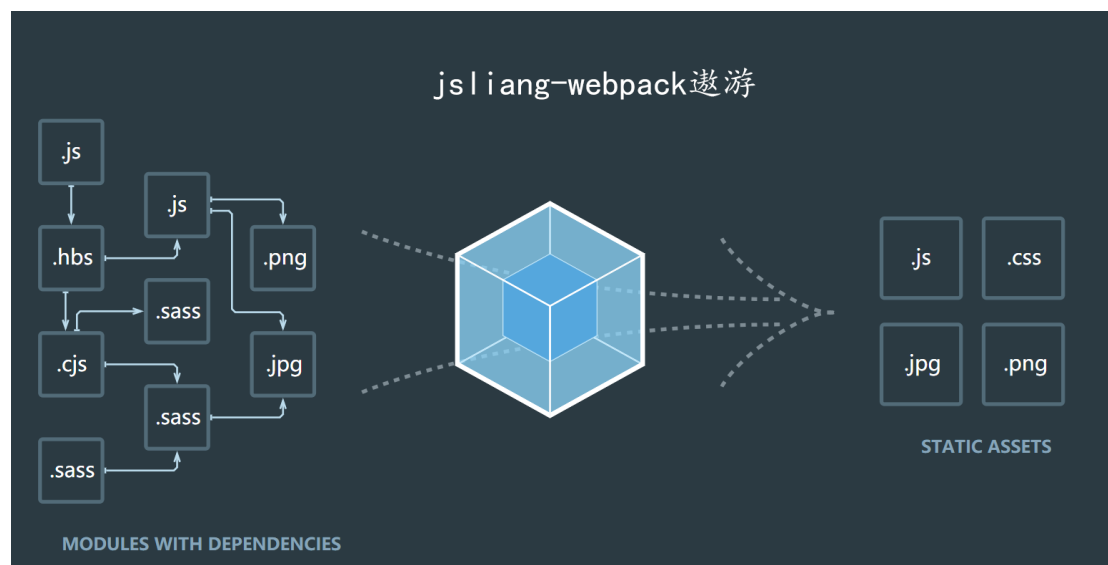 jsliang-webpack遨游
.js
.js
.hbs
.png
.sass
.cjs
.jpg
.sass
.sass
MODULES WITH DEPENDENCIES
.js
.css
.jpg
.png
STATIC ASSETS